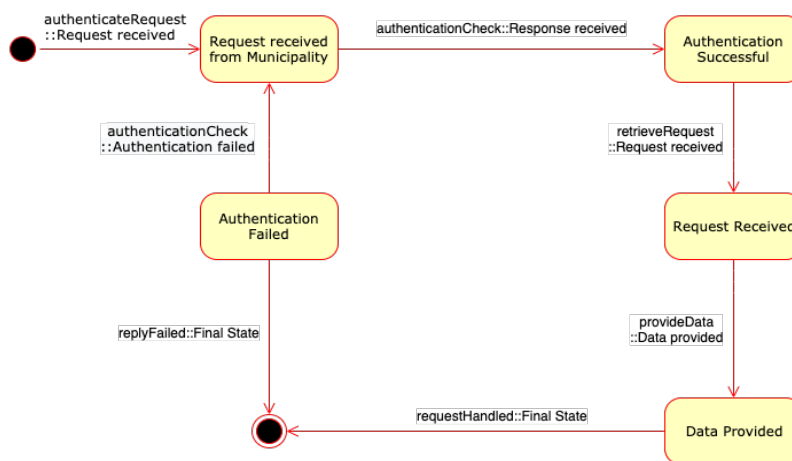 authenticateRequest
::Request received
Request received
from Municipality
authenticationCheck::Response received
Authentication
Successful
authenticationCheck
::Authentication failed
retrieveRequest
::Request received
Authentication
Failed
Request Received
replyFailed::Final State
provideData
::Data provided
requestHandled::Final State
Data Provided